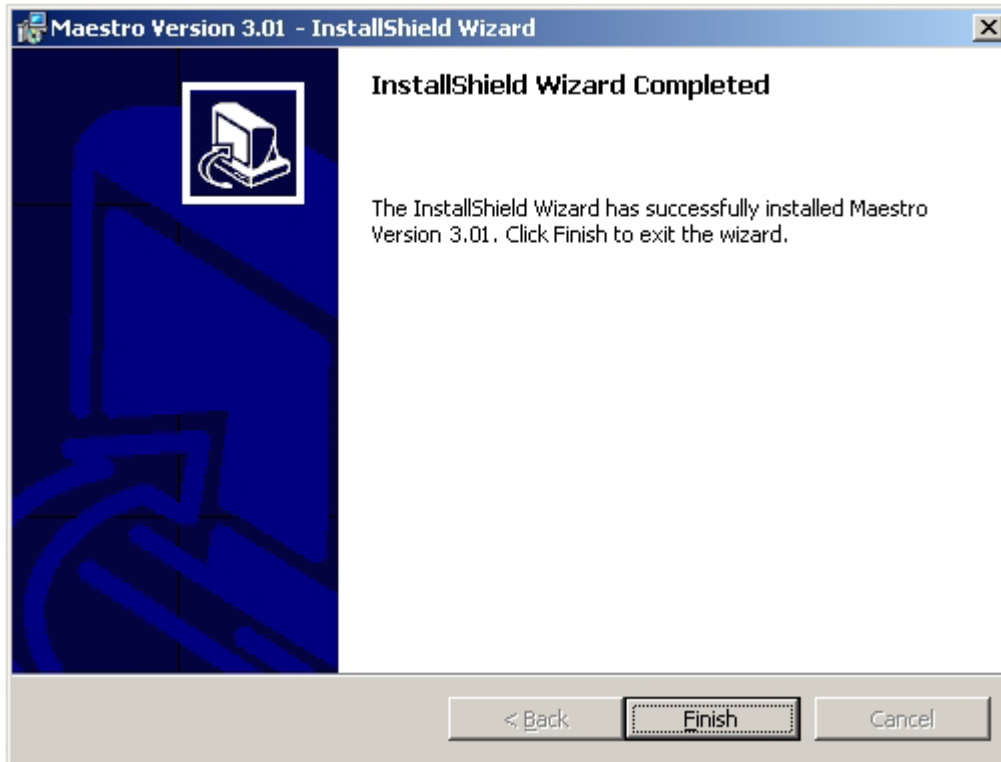 Maestro Version 3.01 - InstallShield Wizard
InstallShield Wizard Completed
The InstallShield Wizard has successfully installed Maestro
Version 3.01. Click Finish to exit the wizard.
< Back
Finish
Cancel